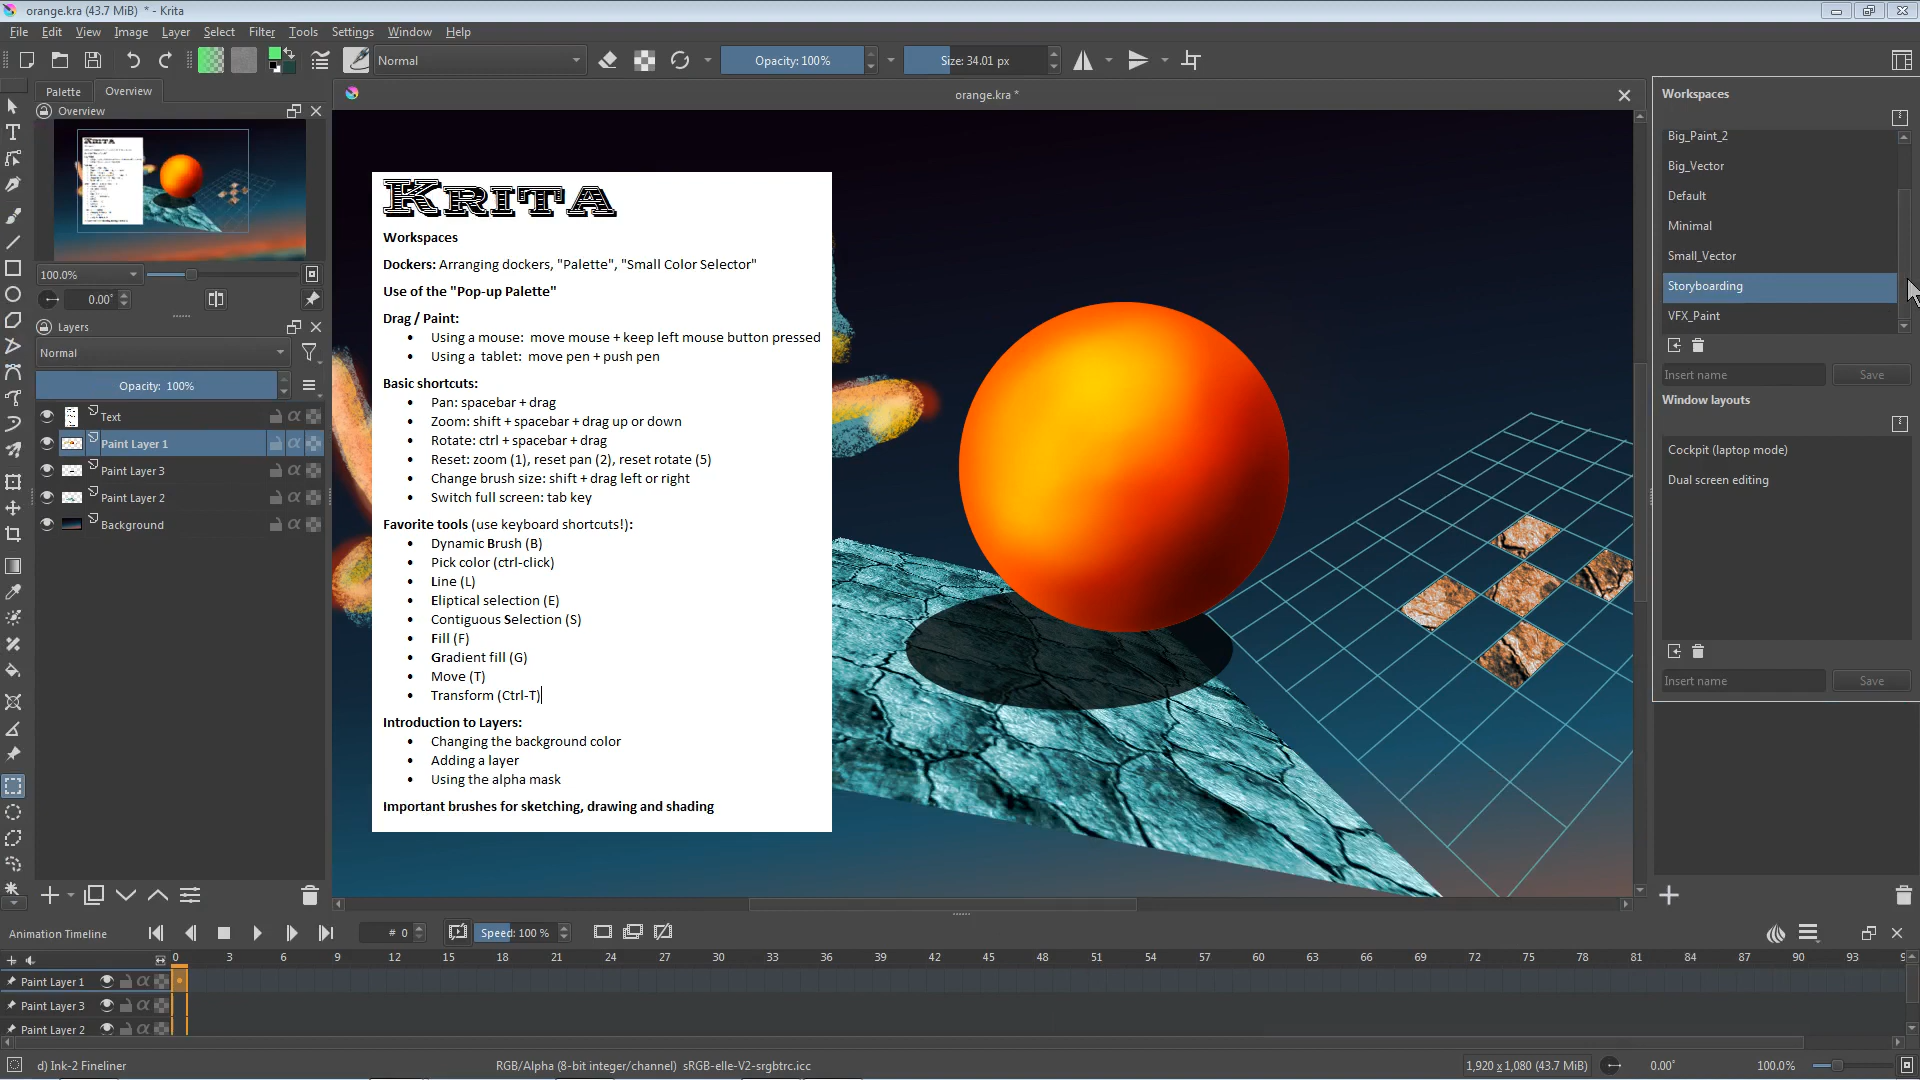 orange.kra (43.7 MiB)  * - Krita
File Edit View Image Layer Select Filter Tools Settings Window Help
Normal
Opacity: 100%
Size: 34.01 px
Palette
Overview
orange.kra *
Overview
100.0%
0.00°
Layers
Normal
Opacity:  100%
Text
Paint Layer 1
Paint Layer 3
Paint Layer 2
Background
KRITA
Workspaces
Dockers: Arranging dockers, "Palette", "Small Color Selector"
Use of the "Pop-up Palette"
Drag / Paint:
• Using a mouse:  move mouse + keep left mouse button pressed
• Using a  tablet:  move pen + push pen
Basic shortcuts:
• Pan: spacebar + drag
• Zoom: shift + spacebar + drag up or down
• Rotate: ctrl + spacebar + drag
• Reset: zoom (1), reset pan (2), reset rotate (5)
• Change brush size: shift + drag left or right
• Switch full screen: tab key
Favorite tools (use keyboard shortcuts!):
• Dynamic Brush (B)
• Pick color (ctrl-click)
• Line (L)
• Eliptical selection (E)
• Contiguous Selection (S)
• Fill (F)
• Gradient fill (G)
• Move (T)
• Transform (Ctrl-T)
Introduction to Layers:
• Changing the background color
• Adding a layer
• Using the alpha mask
Important brushes for sketching, drawing and shading
Workspaces
Big_Paint_2
Big_Vector
Default
Minimal
Small_Vector
Storyboarding
VFX_Paint
Insert name
Save
Window layouts
Cockpit (laptop mode)
Dual screen editing
Insert name
Save
Animation Timeline
# 0
Speed: 100 %
0 3 6 9 12 15 18 21 24 27 30 33 36 39 42 45 48 51 54 57 60 63 66 69 72 75 78 81 84 87 90 93
Paint Layer 1
Paint Layer 3
Paint Layer 2
d) Ink-2 Fineliner
RGB/Alpha (8-bit integer/channel)  sRGB-elle-V2-srgbtrc.icc
1,920 x 1,080 (43.7 MiB)
0.00°
100.0%